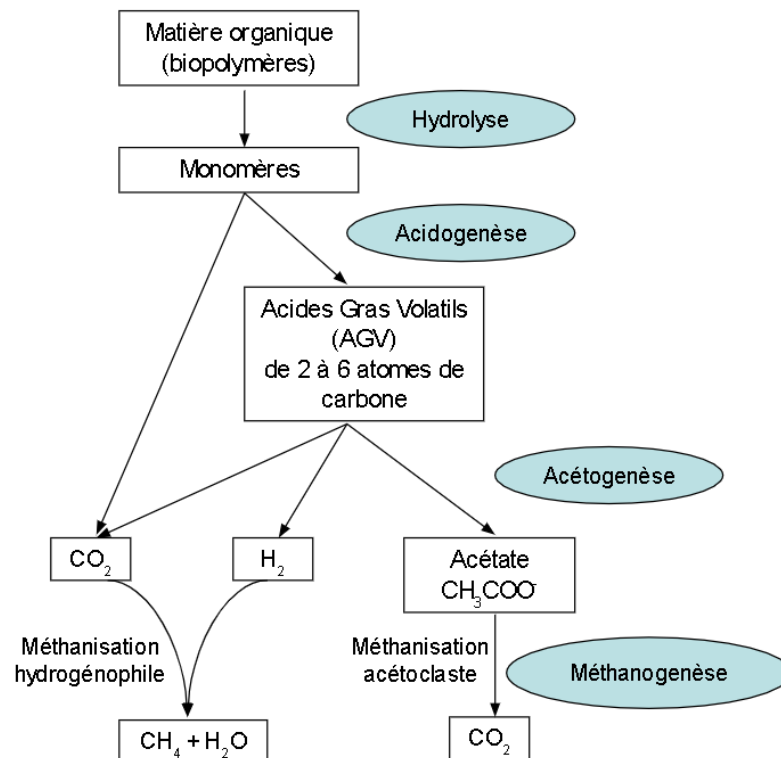 Matière organique
(biopolymères)
Hydrolyse
Monomères
Acidogenèse
Acides Gras Volatils
(AGV)
de 2 à 6 atomes de
carbone
Acétogenèse
CO₂
H₂
Acétate
CH₃COO⁻
Méthanisation
hydrogénophile
Méthanisation
acétoclaste
Méthanogenèse
CH₄ + H₂O
CO₂